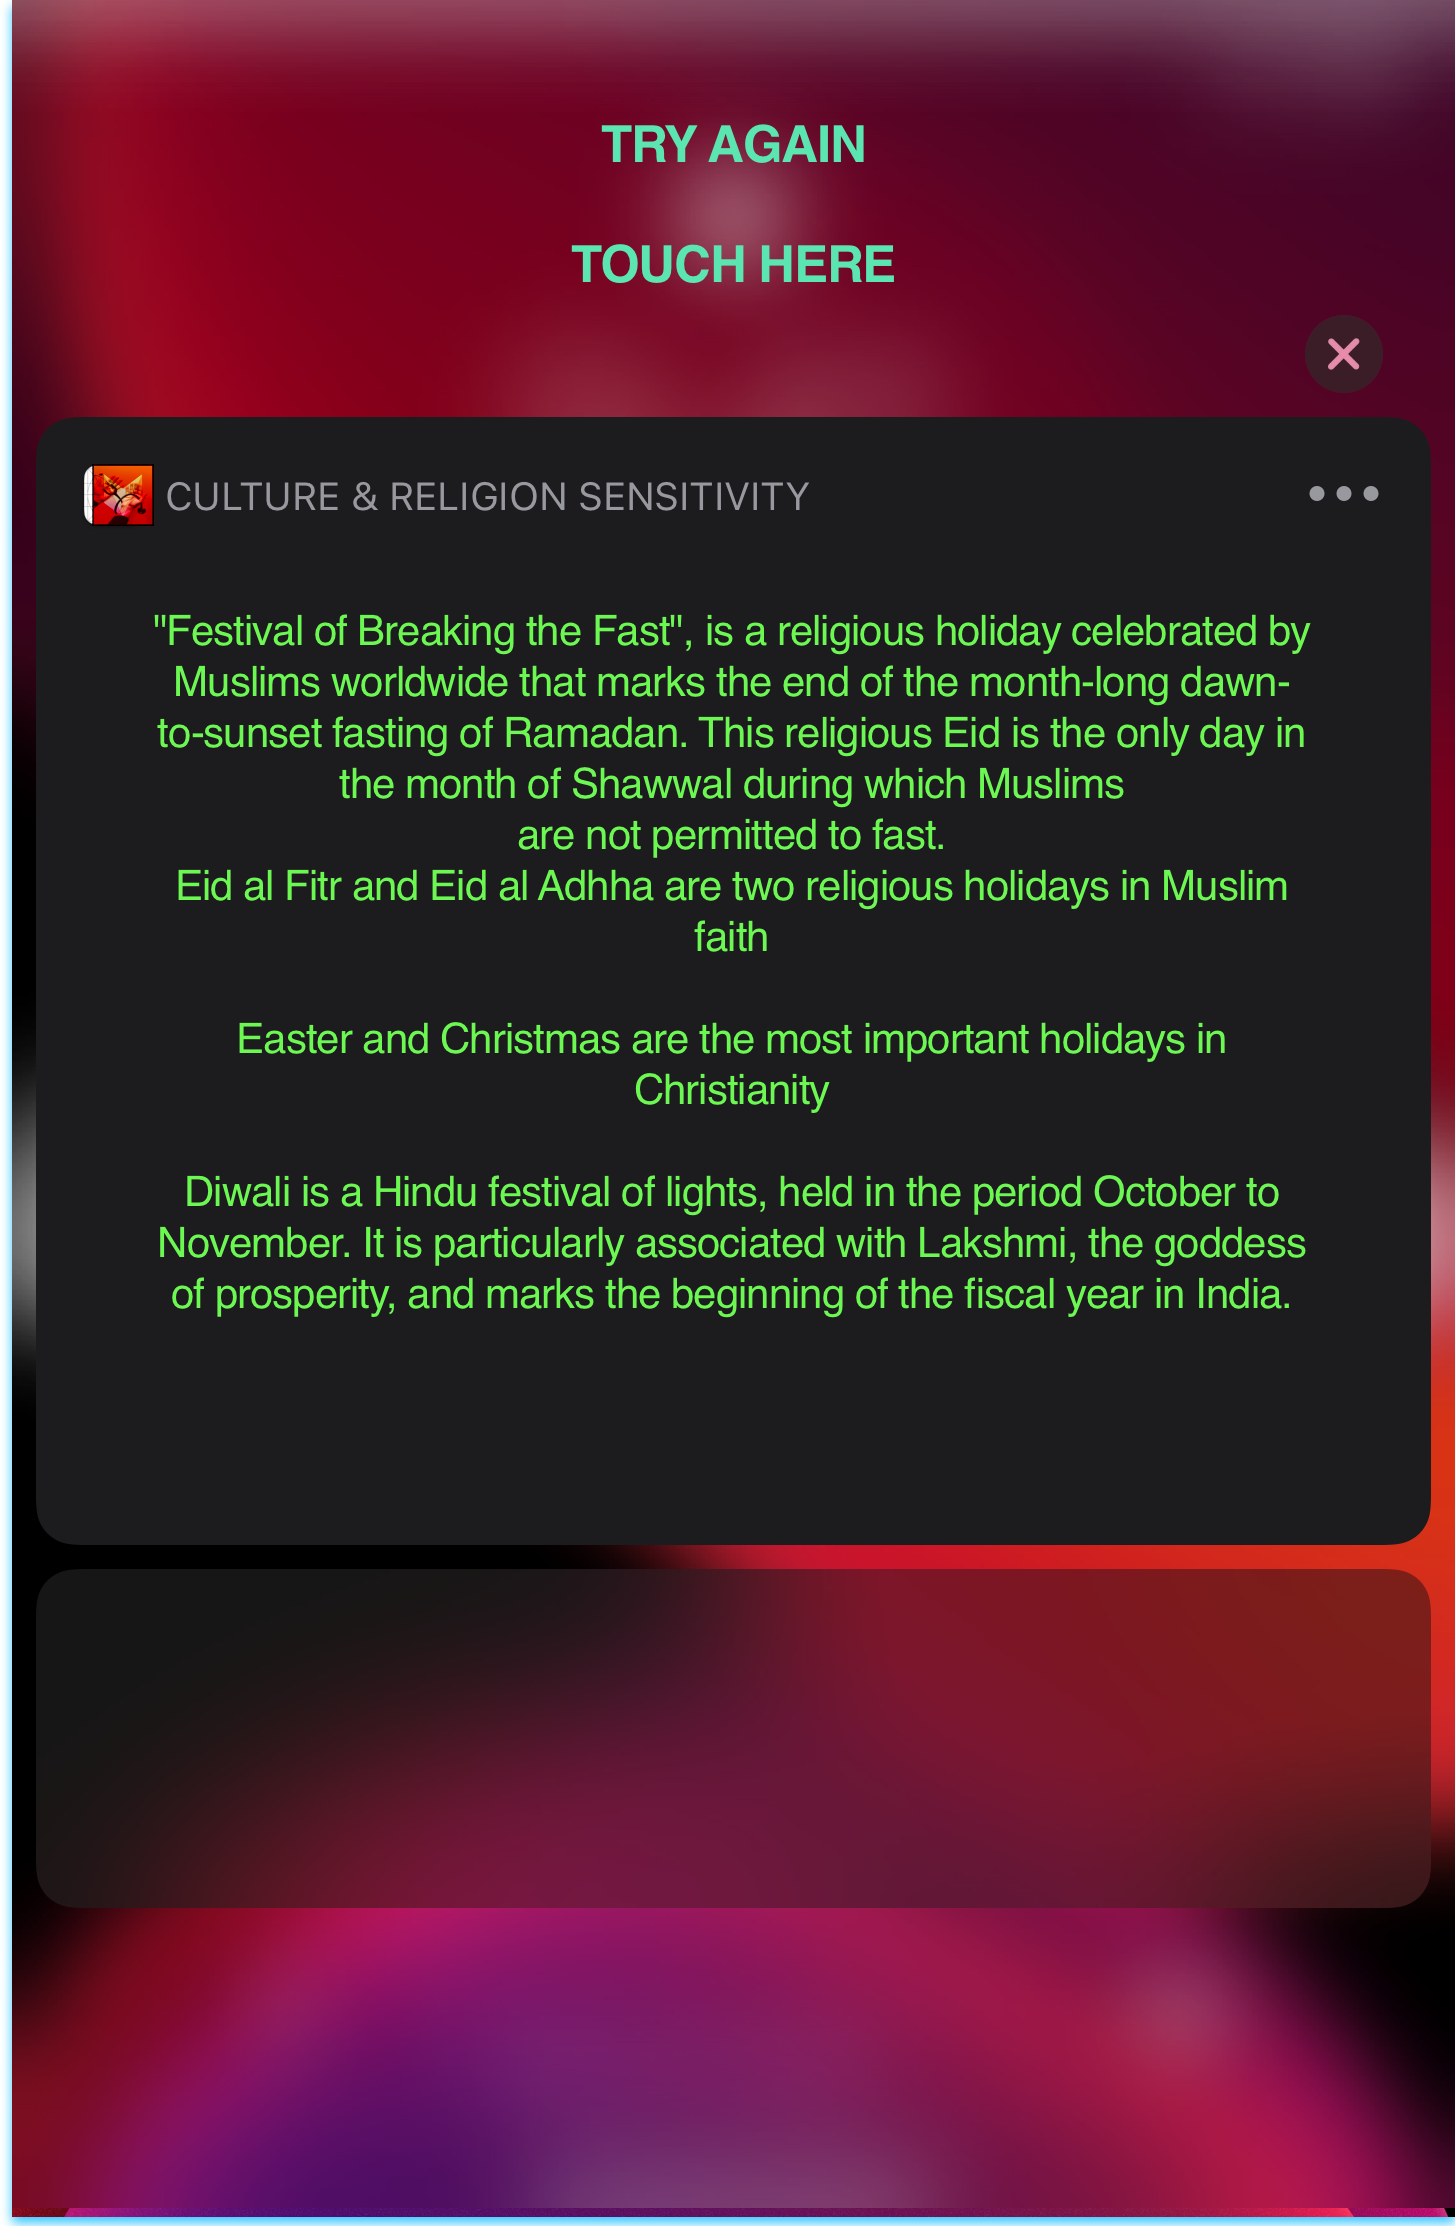 TRY AGAIN
TOUCH HERE
CULTURE & RELIGION SENSITIVITY
"Festival of Breaking the Fast", is a religious holiday celebrated by
Muslims worldwide that marks the end of the month-long dawn-
to-sunset fasting of Ramadan. This religious Eid is the only day in
the month of Shawwal during which Muslims
are not permitted to fast.
Eid al Fitr and Eid al Adhha are two religious holidays in Muslim
faith
Easter and Christmas are the most important holidays in
Christianity
Diwali is a Hindu festival of lights, held in the period October to
November. It is particularly associated with Lakshmi, the goddess
of prosperity, and marks the beginning of the fiscal year in India.